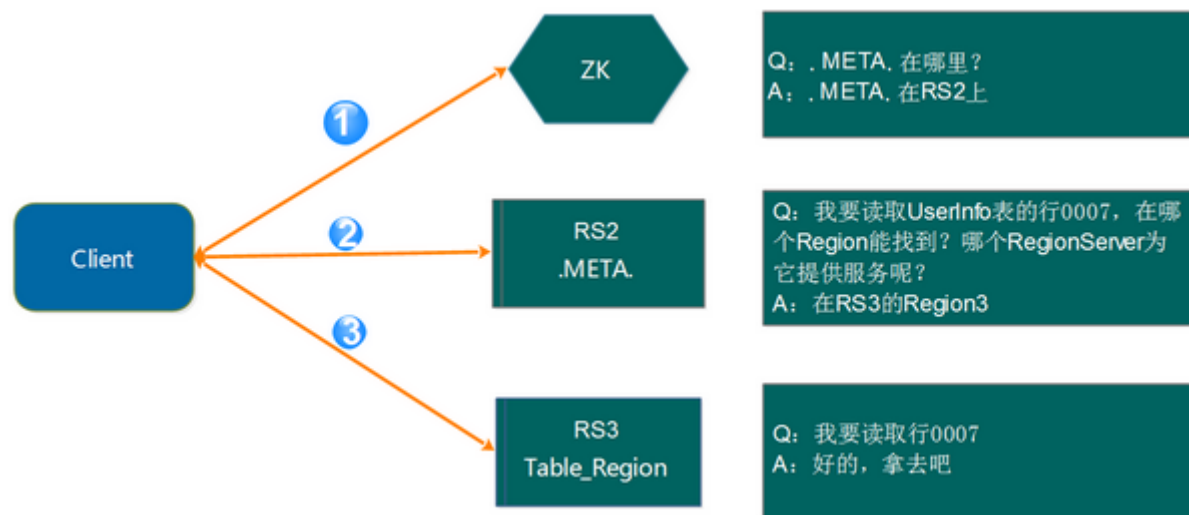 ZK
Q：.META.在哪里？
A：.META.在RS2上
1
Client
2
RS2
.META.
Q：我要读取UserInfo表的行0007，在哪
个Region能找到？哪个RegionServer为
它提供服务呢？
A：在RS3的Region3
3
RS3
Table_Region
Q：我要读取行0007
A：好的，拿去吧